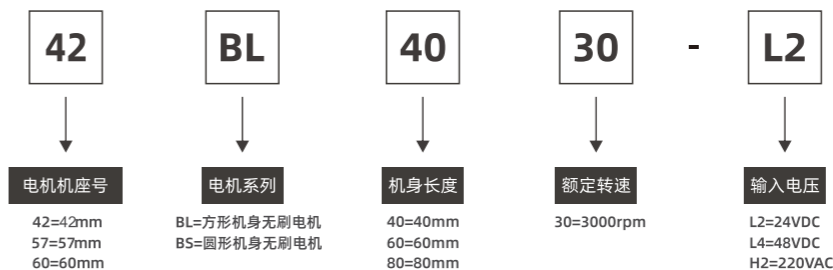 42 BL 40 30 - L2
电机机座号 电机系列 机身长度 额定转速 输入电压
42=42mm BL=方形机身无刷电机 40=40mm 30=3000rpm L2=24VDC
57=57mm BS=圆形机身无刷电机 60=60mm L4=48VDC
60=60mm 80=80mm H2=220VAC